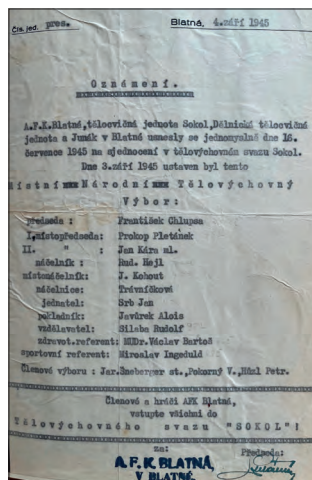 Čís. jed. pres. Blatná, 4.září 1945
Oznámení.
A.F.K.Blatná, tělocvičná jednota Sokol, Dělnická tělocvičná
jednota a Junák v Blatné usnesly se jednomyslně dne 16.
července 1945 na sjednocení v tělovýchovném svazu Sokol.
Dne 3.září 1945 ustaven byl tento
Místní Národní Tělovýchovný
Výbor:
předseda : František Chlupsa
I.místopředseda: Prokop Pletánek
II. " : Jan Kára ml.
náčelník : Rud. Hejl
místonáčelník: J. Kohout
náčelnice: Trávníčková
jednatel: Srb Jan
pokladník: Javůrek Alois
vzdělavatel: Silaba Rudolf
zdravot.referent: MUDr.Václav Bartoš
sportovní referent: Miroslav Ingeduld
Členové výboru : Jar. st., Pokorný V., Petr.
Členové a hráči AFK Blatná,
vstupte všichni do
Tělovýchovného svazu "SOKOL"!
za: Předseda:
A.F.K. BLATNÁ,
V BLATNÉ.